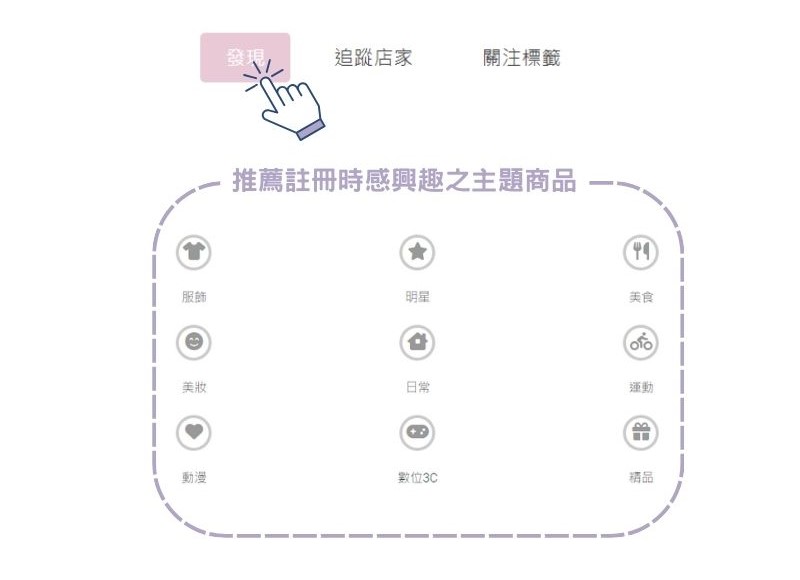 發現 追蹤店家 關注標籤
推薦註冊時感興趣之主題商品
服飾 明星 美食
美妝 日常 運動
動漫 數位3C 精品